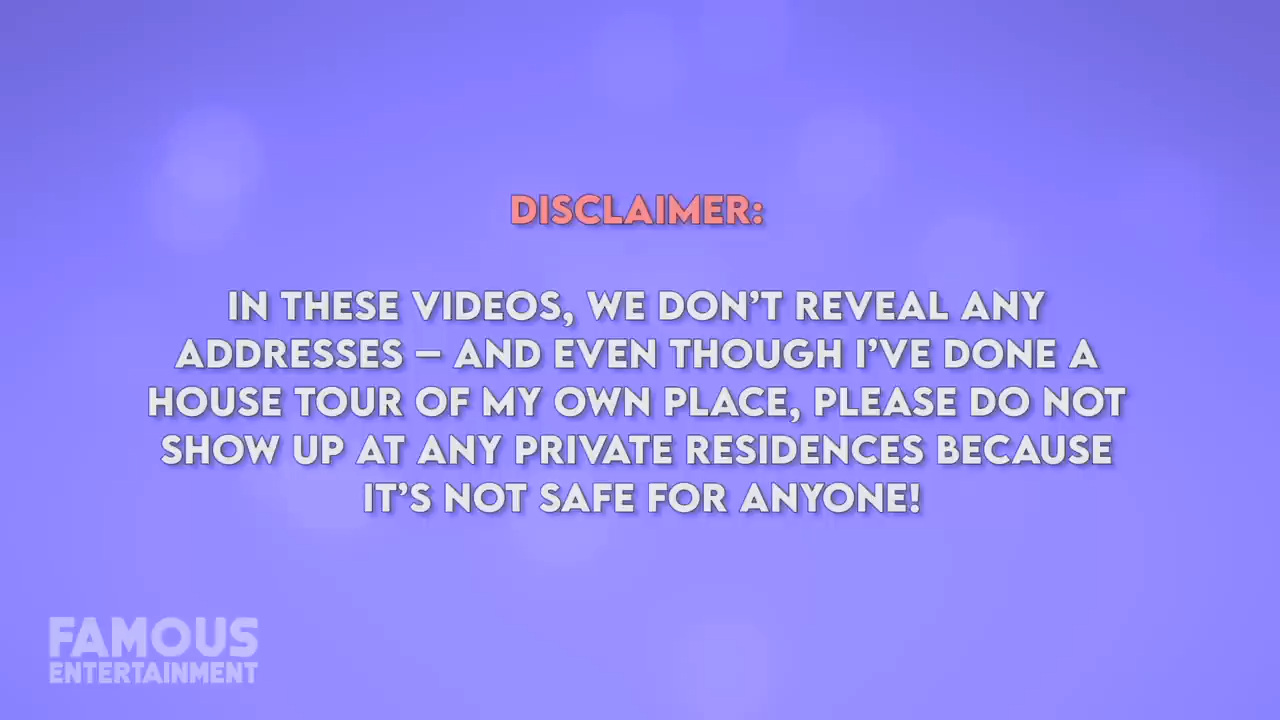 DISCLAIMER:
IN THESE VIDEOS, WE DON'T REVEAL ANY
ADDRESSES – AND EVEN THOUGH I'VE DONE A
HOUSE TOUR OF MY OWN PLACE, PLEASE DO NOT
SHOW UP AT ANY PRIVATE RESIDENCES BECAUSE
IT'S NOT SAFE FOR ANYONE!
FAMOUS
ENTERTAINMENT